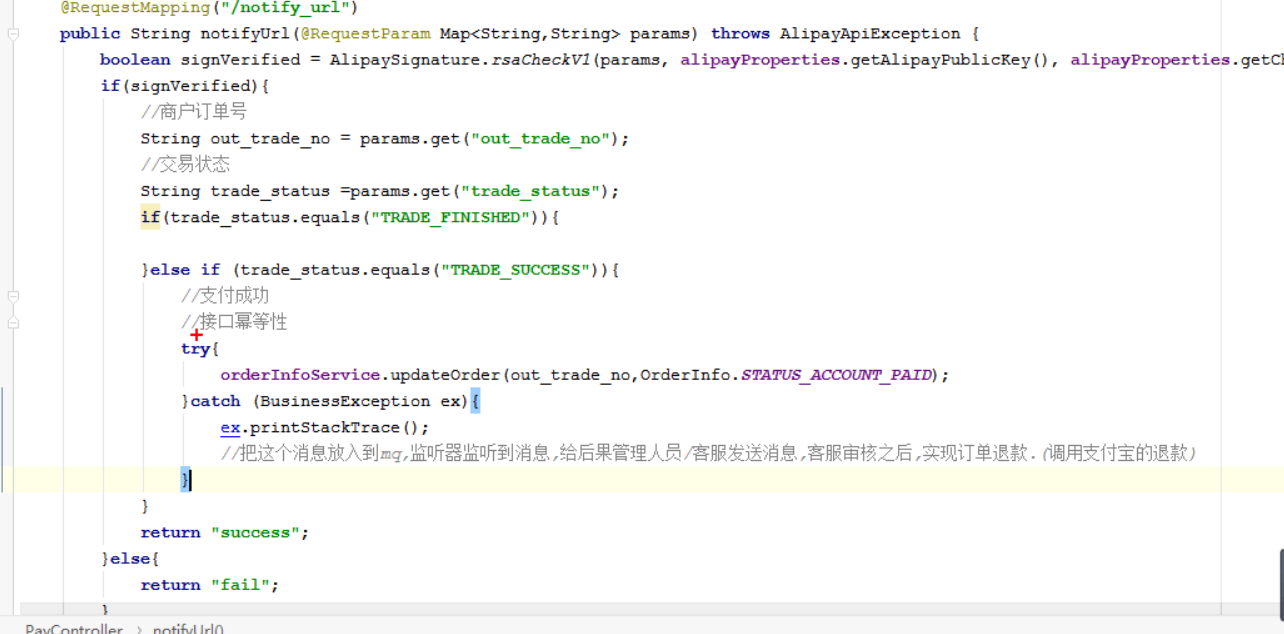 @RequestMapping("/notify_url")
public String notifyUrl(@RequestParam Map<String,String> params) throws AlipayApiException {
boolean signVerified = AlipaySignature.rsaCheckV1(params, alipayProperties.getAlipayPublicKey(), alipayProperties.getCh
if(signVerified){
//商户订单号
String out_trade_no = params.get("out_trade_no");
//交易状态
String trade_status =params.get("trade_status");
if(trade_status.equals("TRADE_FINISHED")){
}else if (trade_status.equals("TRADE_SUCCESS")){
//支付成功
//接口幂等性
try{
orderInfoService.updateOrder(out_trade_no,OrderInfo.STATUS_ACCOUNT_PAID);
}catch (BusinessException ex){
ex.printStackTrace();
//把这个消息放入到mq,监听器监听到消息,给后果管理人员/客服发送消息,客服审核之后,实现订单退款.(调用支付宝的退款)
}
}
return "success";
}else{
return "fail";
}
PayController > notifyUrl()